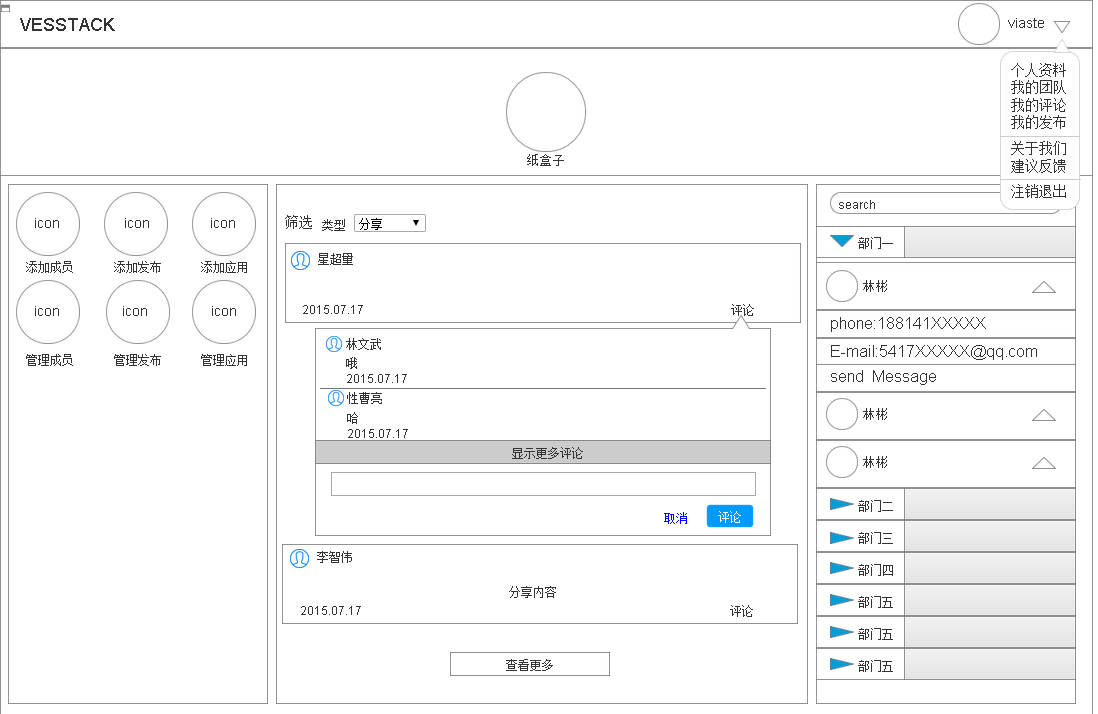 VESSTACK
viaste
个人资料
我的团队
我的评论
我的发布
关于我们
建议反馈
注销退出
纸盒子
icon
icon
icon
添加成员
添加发布
添加应用
icon
icon
icon
管理成员
管理发布
管理应用
筛选 类型 分享
星超量
2015.07.17 评论
林文武
哦
2015.07.17
性曹亮
哈
2015.07.17
显示更多评论
取消 评论
李智伟
分享内容
2015.07.17 评论
查看更多
search
部门一
林彬
phone:188141XXXXX
E-mail:5417XXXXX@qq.com
send Message
林彬
林彬
部门二
部门三
部门四
部门五
部门五
部门五